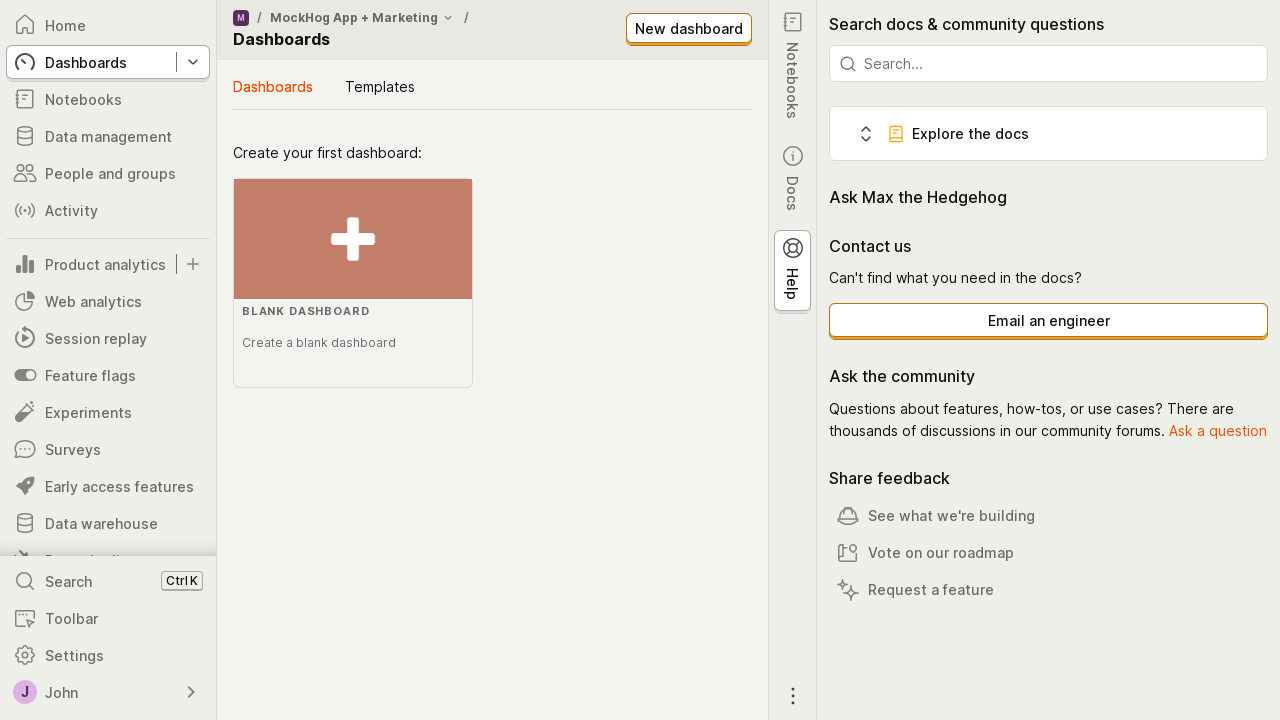 Home
Dashboards
Notebooks
Data management
People and groups
Activity
Product analytics
Web analytics
Session replay
Feature flags
Experiments
Surveys
Early access features
Data warehouse
Search Ctrl K
Toolbar
Settings
J John
M / MockHog App + Marketing /
Dashboards
New dashboard
Dashboards Templates
Create your first dashboard:
BLANK DASHBOARD
Create a blank dashboard
Notebooks
Docs
Help
Search docs & community questions
Search...
Explore the docs
Ask Max the Hedgehog
Contact us
Can't find what you need in the docs?
Email an engineer
Ask the community
Questions about features, how-tos, or use cases? There are
thousands of discussions in our community forums. Ask a question
Share feedback
See what we're building
Vote on our roadmap
Request a feature